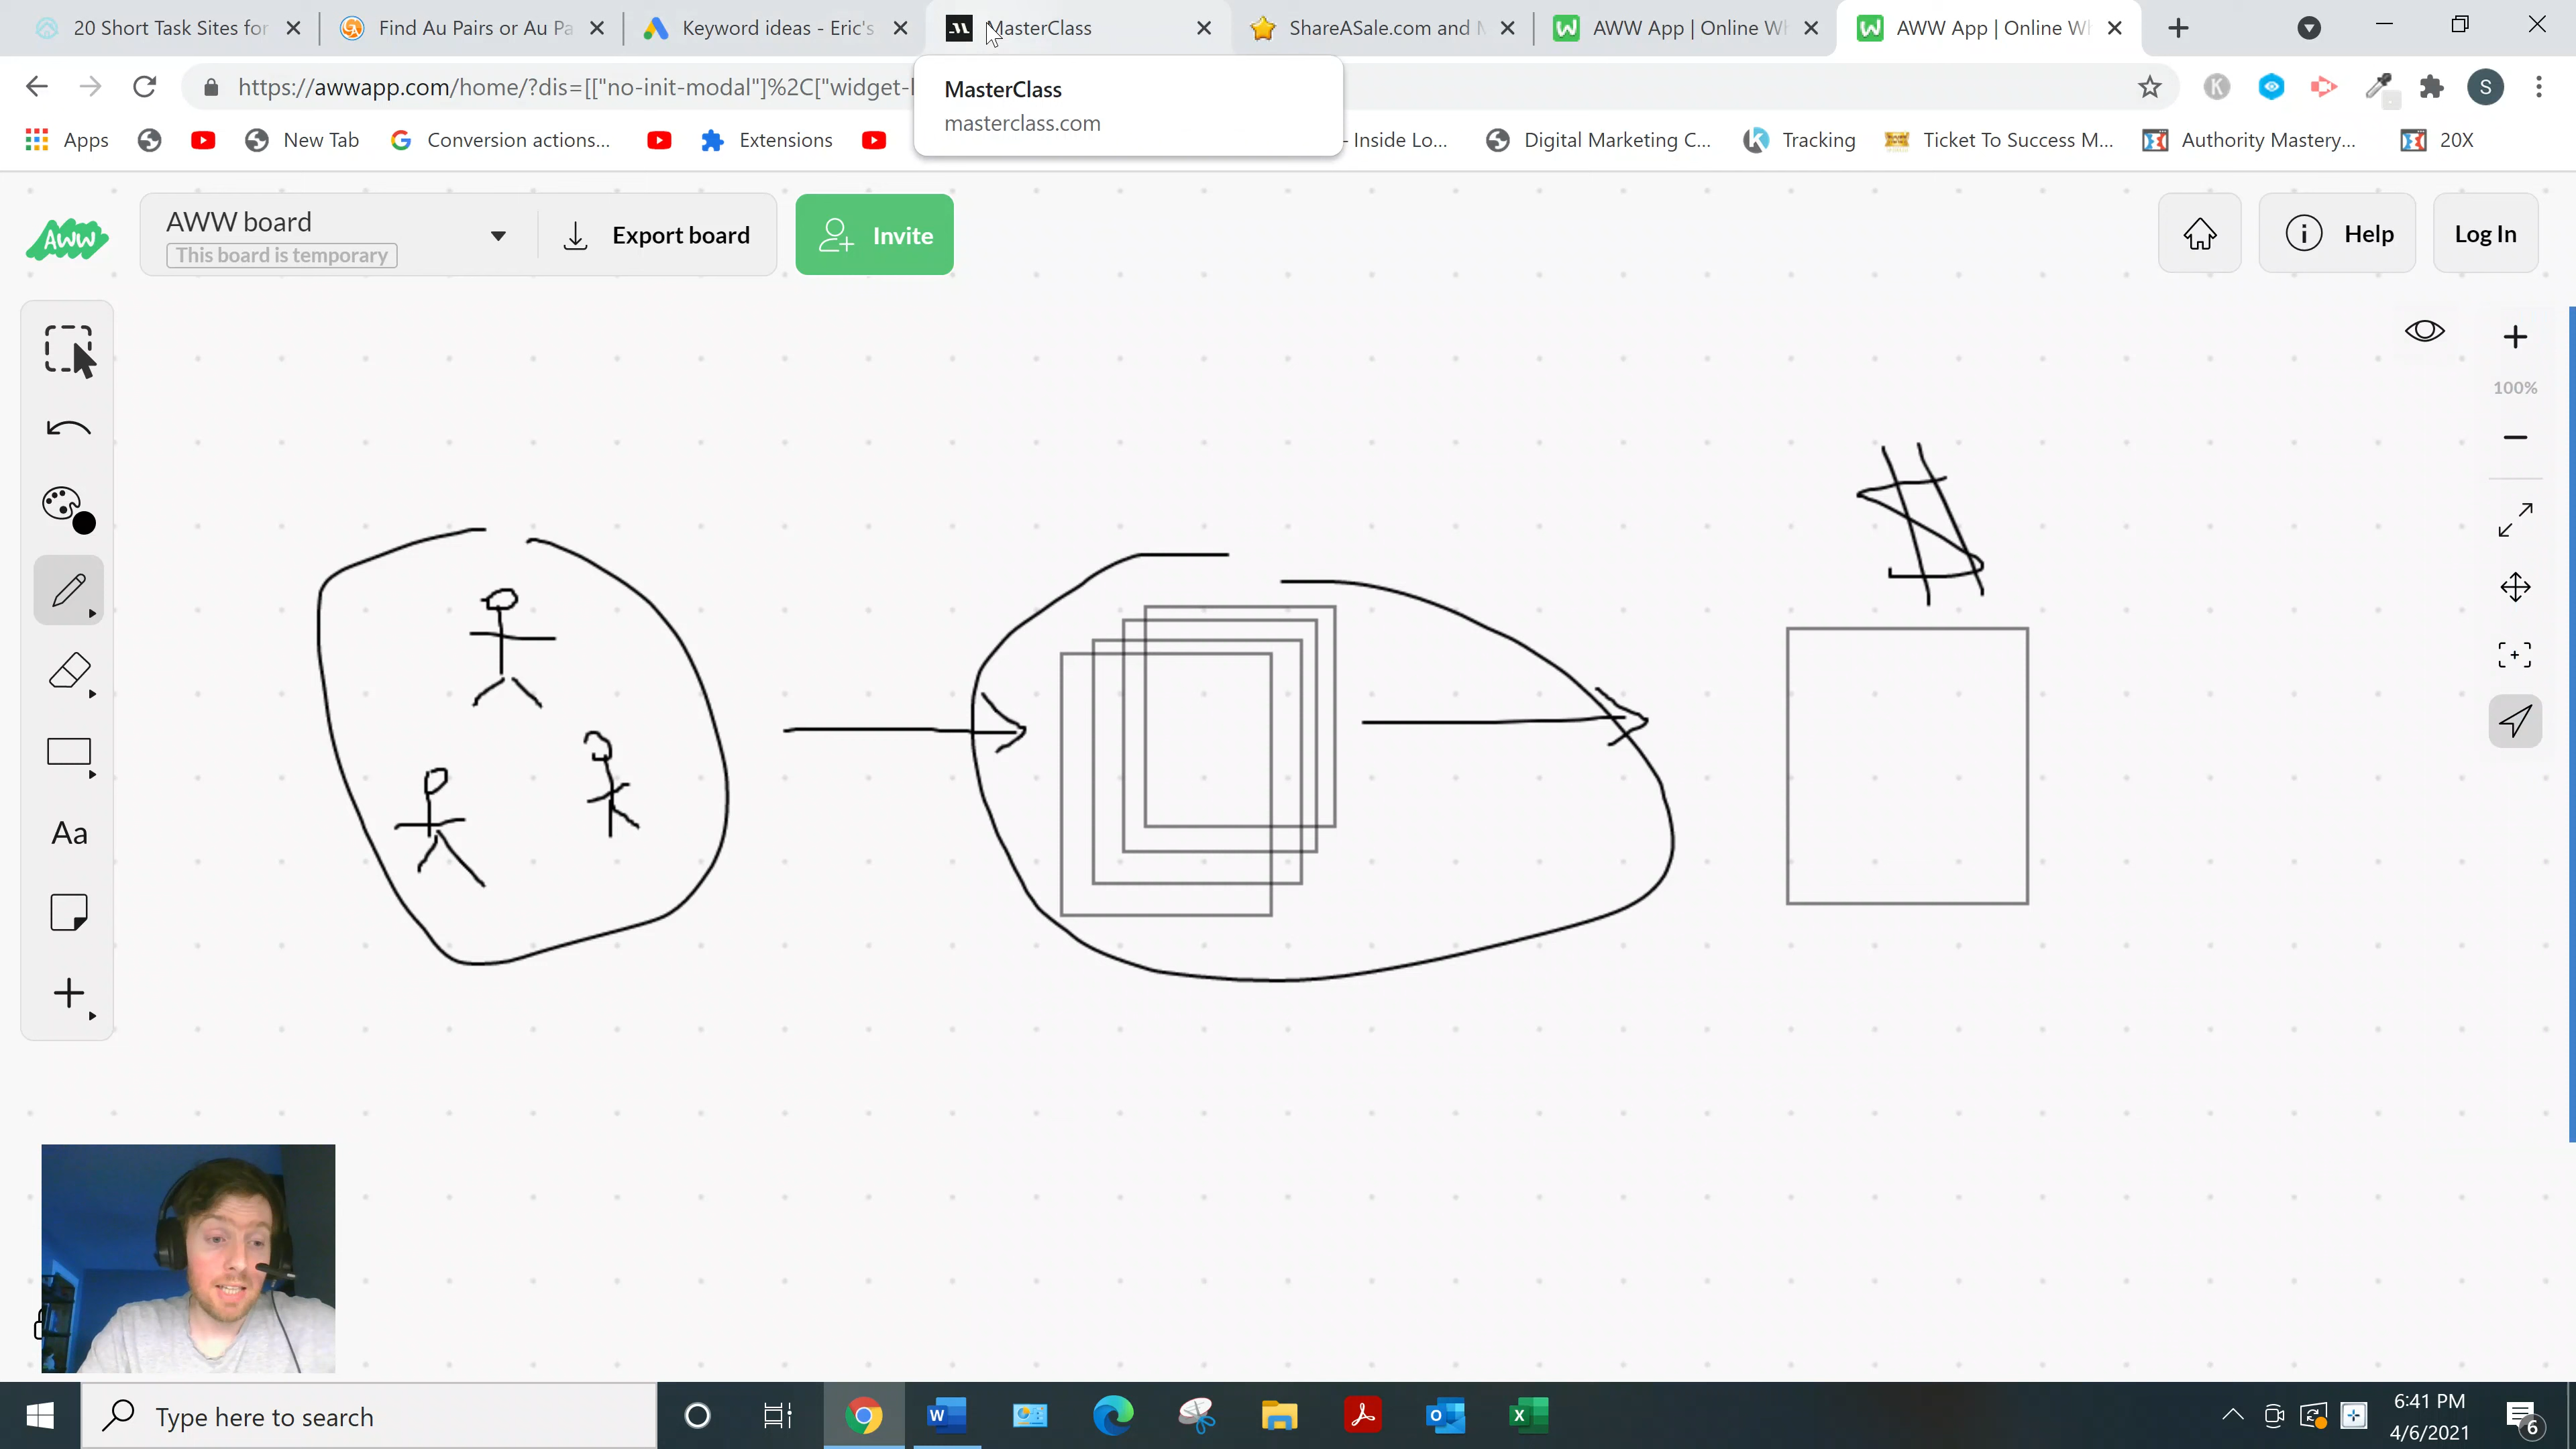 20 Short Task Sites for
Find Au Pairs or Au Pa
Keyword ideas - Eric's
MasterClass
ShareASale.com and M
AWW App | Online Wh
AWW App | Online Wh
https://awwapp.com/home/?dis=[["no-init-modal"]%2C["widget-
S
MasterClass
masterclass.com
Apps
New Tab
Conversion actions...
Extensions
- Inside Lo...
Digital Marketing C...
Tracking
Ticket To Success M...
Authority Mastery...
20X
AWW
AWW board
This board is temporary
Export board
Invite
Help
Log In
100%
$
Aa
Type here to search
6:41 PM
4/6/2021
6